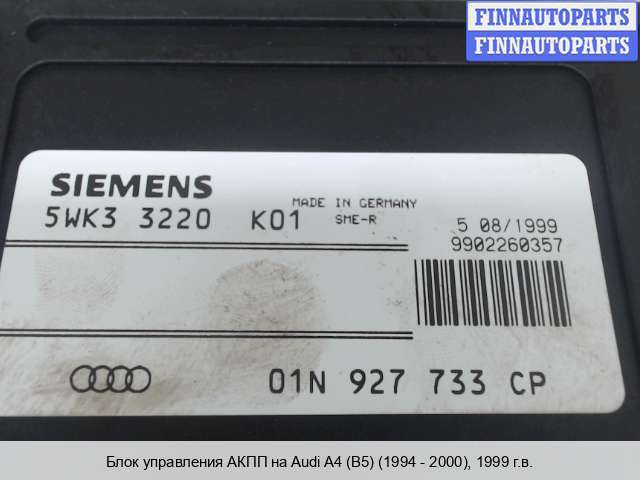 FINNAUTOPARTS
FINNAUTOPARTS
SIEMENS
MADE IN GERMANY
5WK3 3220 K01 SME-R
5 08/1999
9902260357
01N 927 733 CP
Блок управления АКПП на Audi A4 (B5) (1994 - 2000), 1999 г.в.